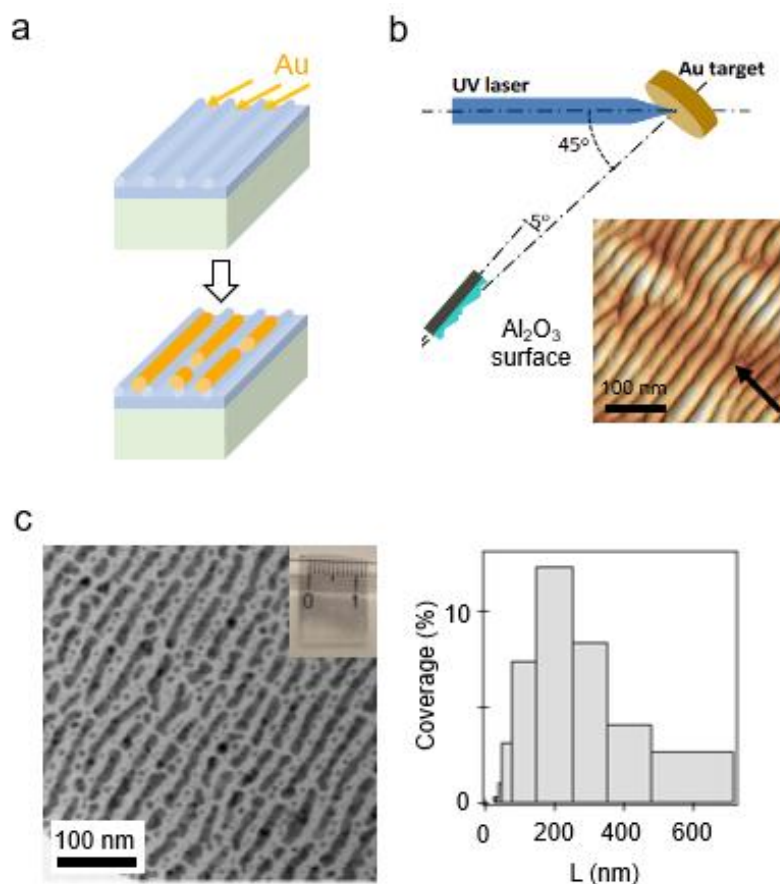 a
Au
b
UV laser
Au target
45°
5°
Al₂O₃
surface
100 nm
c
0 1
100 nm
Coverage (%)
10
0
0 200 400 600
L (nm)